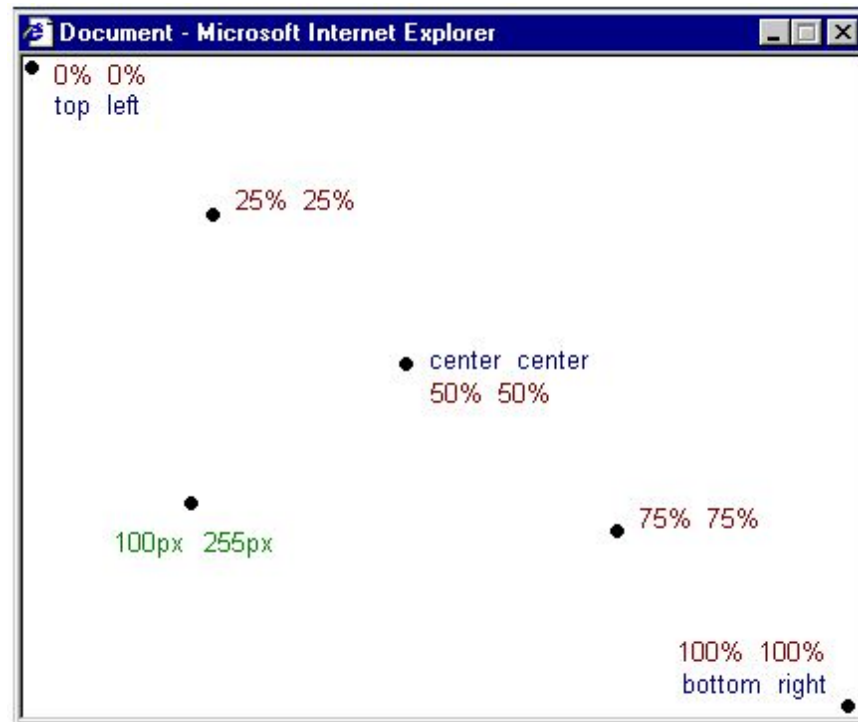 Document - Microsoft Internet Explorer
0% 0%
top left
25% 25%
center center
50% 50%
100px 255px
75% 75%
100% 100%
bottom right